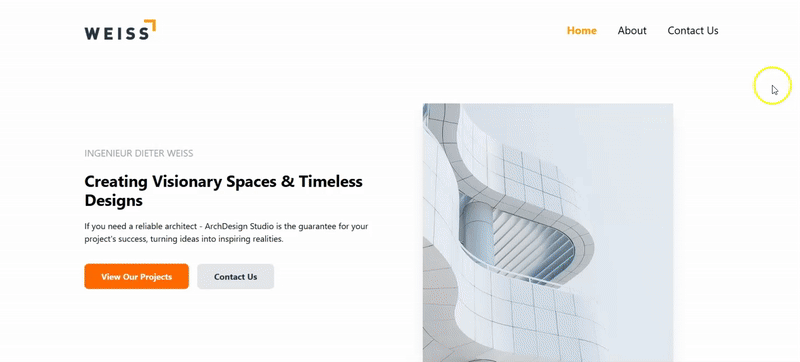 WEISS
Home About Contact Us
INGENIEUR DIETER WEISS
Creating Visionary Spaces & Timeless
Designs
If you need a reliable architect - ArchDesign Studio is the guarantee for your
project's success, turning ideas into inspiring realities.
View Our Projects Contact Us